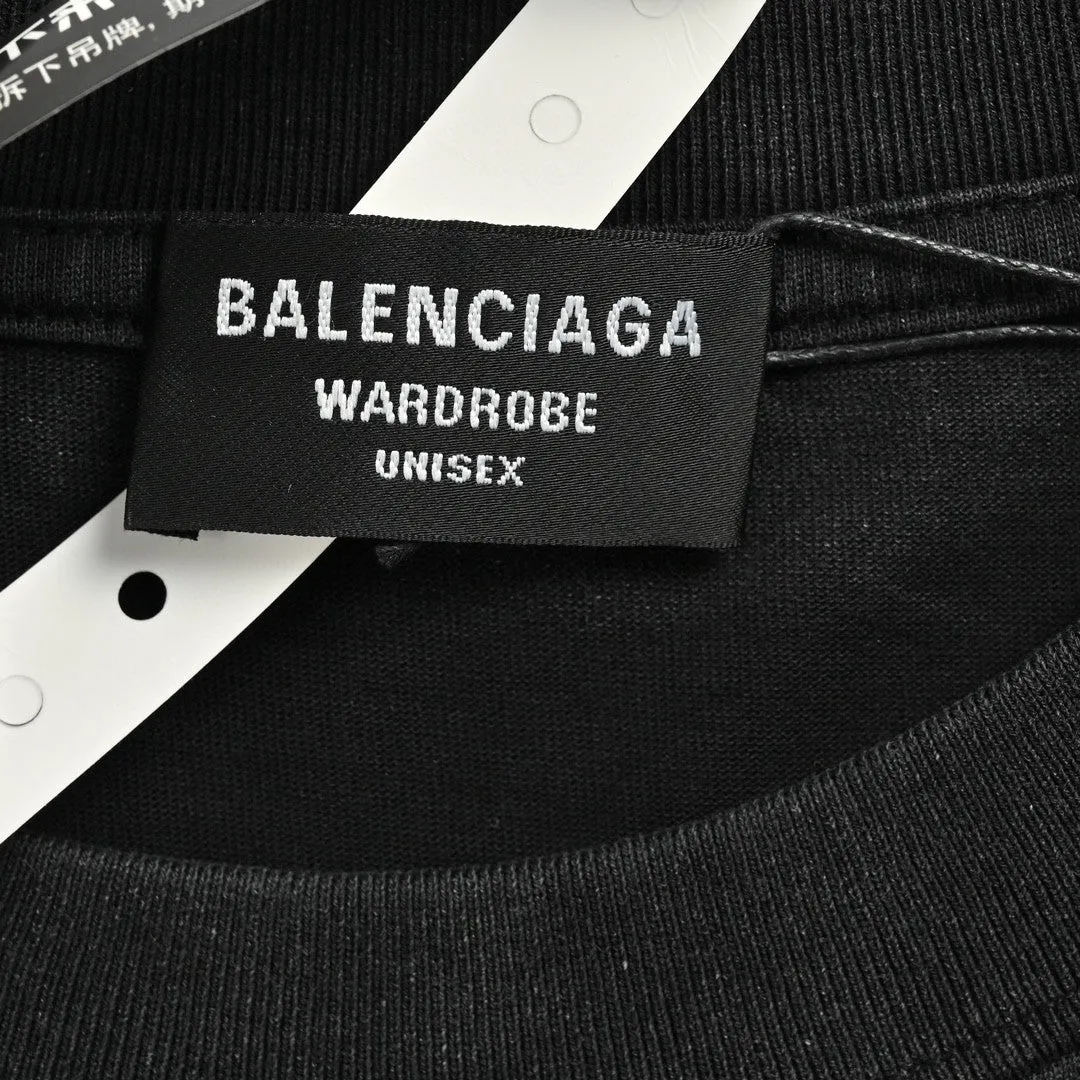 拆下吊牌,
BALENCIAGA
WARDROBE
UNISEX